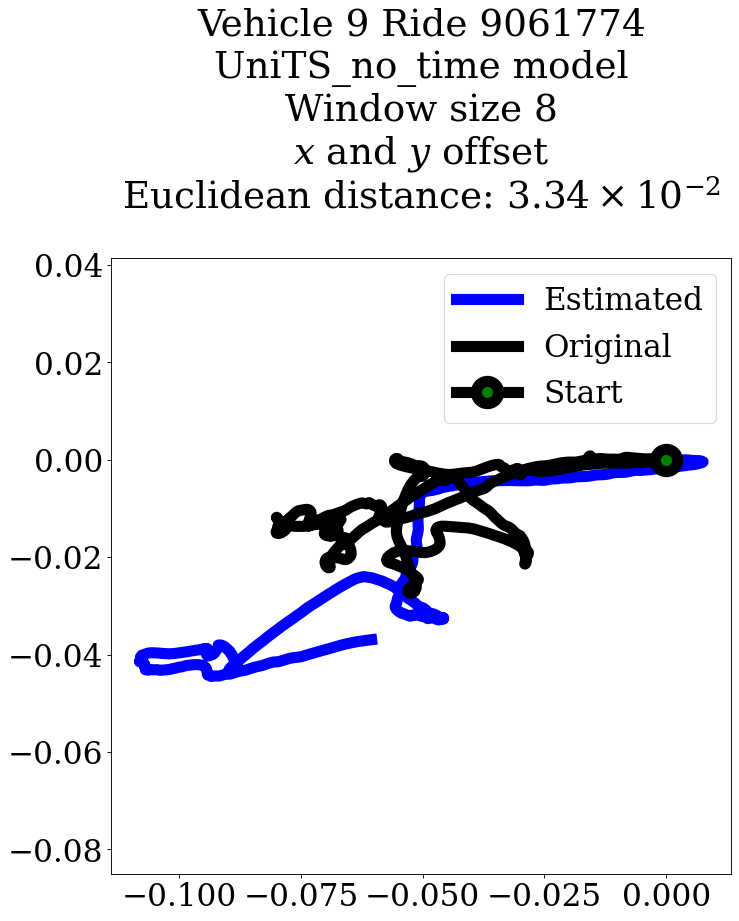 Vehicle 9 Ride 9061774
UniTS_no_time model
Window size 8
x and y offset
Euclidean distance: 3.34 × 10⁻²
0.04
0.02
0.00
−0.02
−0.04
−0.06
−0.08
Estimated
Original
Start
−0.100 −0.075 −0.050 −0.025 0.000